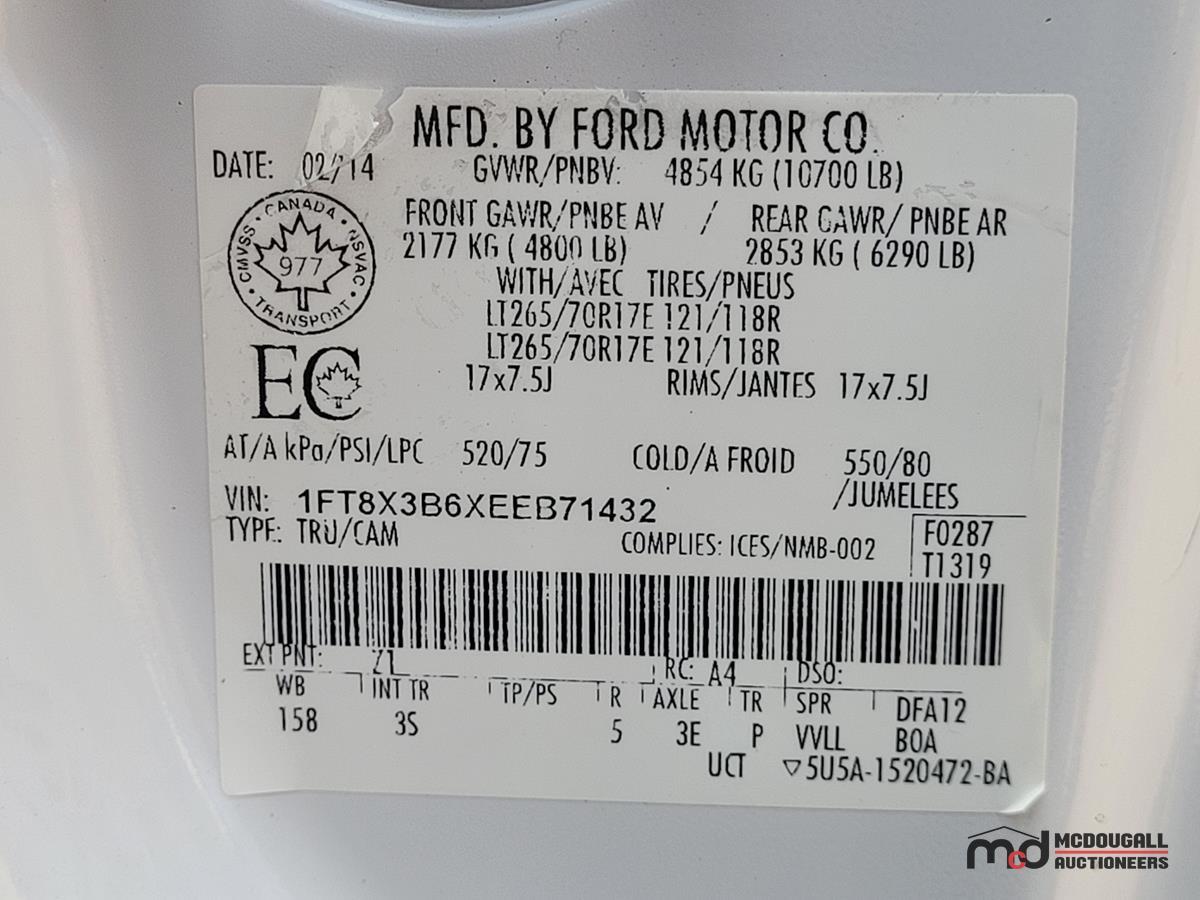 MFD. BY FORD MOTOR CO.
DATE: 02/14 GVWR/PNBV: 4854 KG (10700 LB)
FRONT GAWR/PNBE AV / REAR GAWR/ PNBE AR
2177 KG ( 4800 LB) 2853 KG ( 6290 LB)
CANADA
CMVSS NSVAC
977
TRANSPORT
WITH/AVEC TIRES/PNEUS
LT265/70R17E 121/118R
LT265/70R17E 121/118R
EC
17x7.5J RIMS/JANTES 17x7.5J
AT/A kPa/PSI/LPC 520/75 COLD/A FROID 550/80
/JUMELEES
VIN: 1FT8X3B6XEEB71432
TYPE: TRU/CAM COMPLIES: ICES/NMB-002
F0287
T1319
EXT PNT: Z1 RC: A4 DSO:
WB INT TR TP/PS R AXLE TR SPR DFA12
158 3S 5 3E P VVLL BOA
UCT ▽5U5A-1520472-BA
mcd MCDOUGALL
AUCTIONEERS